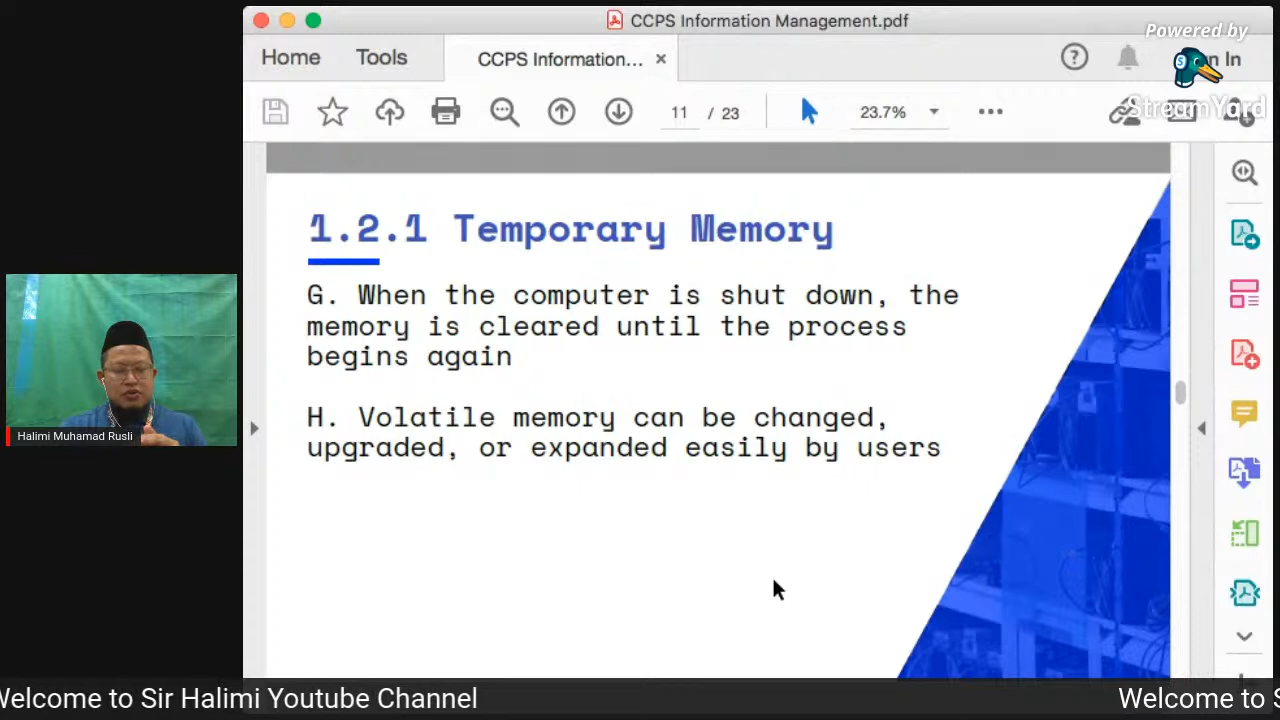 CCPS Information Management.pdf
Powered by
Home
Tools
CCPS Information...
In
StreamYard
11 / 23
23.7%
1.2.1 Temporary Memory
G. When the computer is shut down, the
memory is cleared until the process
begins again
H. Volatile memory can be changed,
upgraded, or expanded easily by users
Halimi Muhamad Rusli
Welcome to Sir Halimi Youtube Channel
Welcome to S